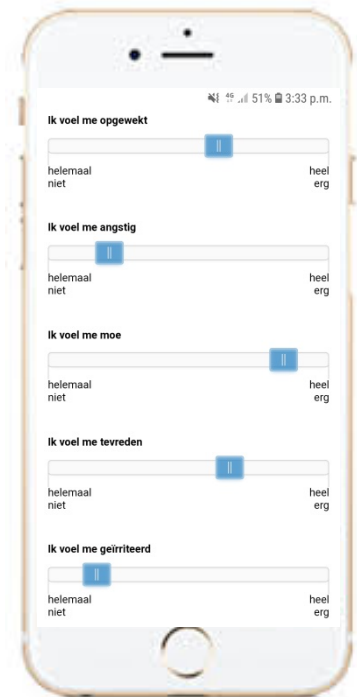 4G 51% 3:33 p.m.
Ik voel me opgewekt
helemaal heel
niet erg
Ik voel me angstig
helemaal heel
niet erg
Ik voel me moe
helemaal heel
niet erg
Ik voel me tevreden
helemaal heel
niet erg
Ik voel me geïrriteerd
helemaal heel
niet erg